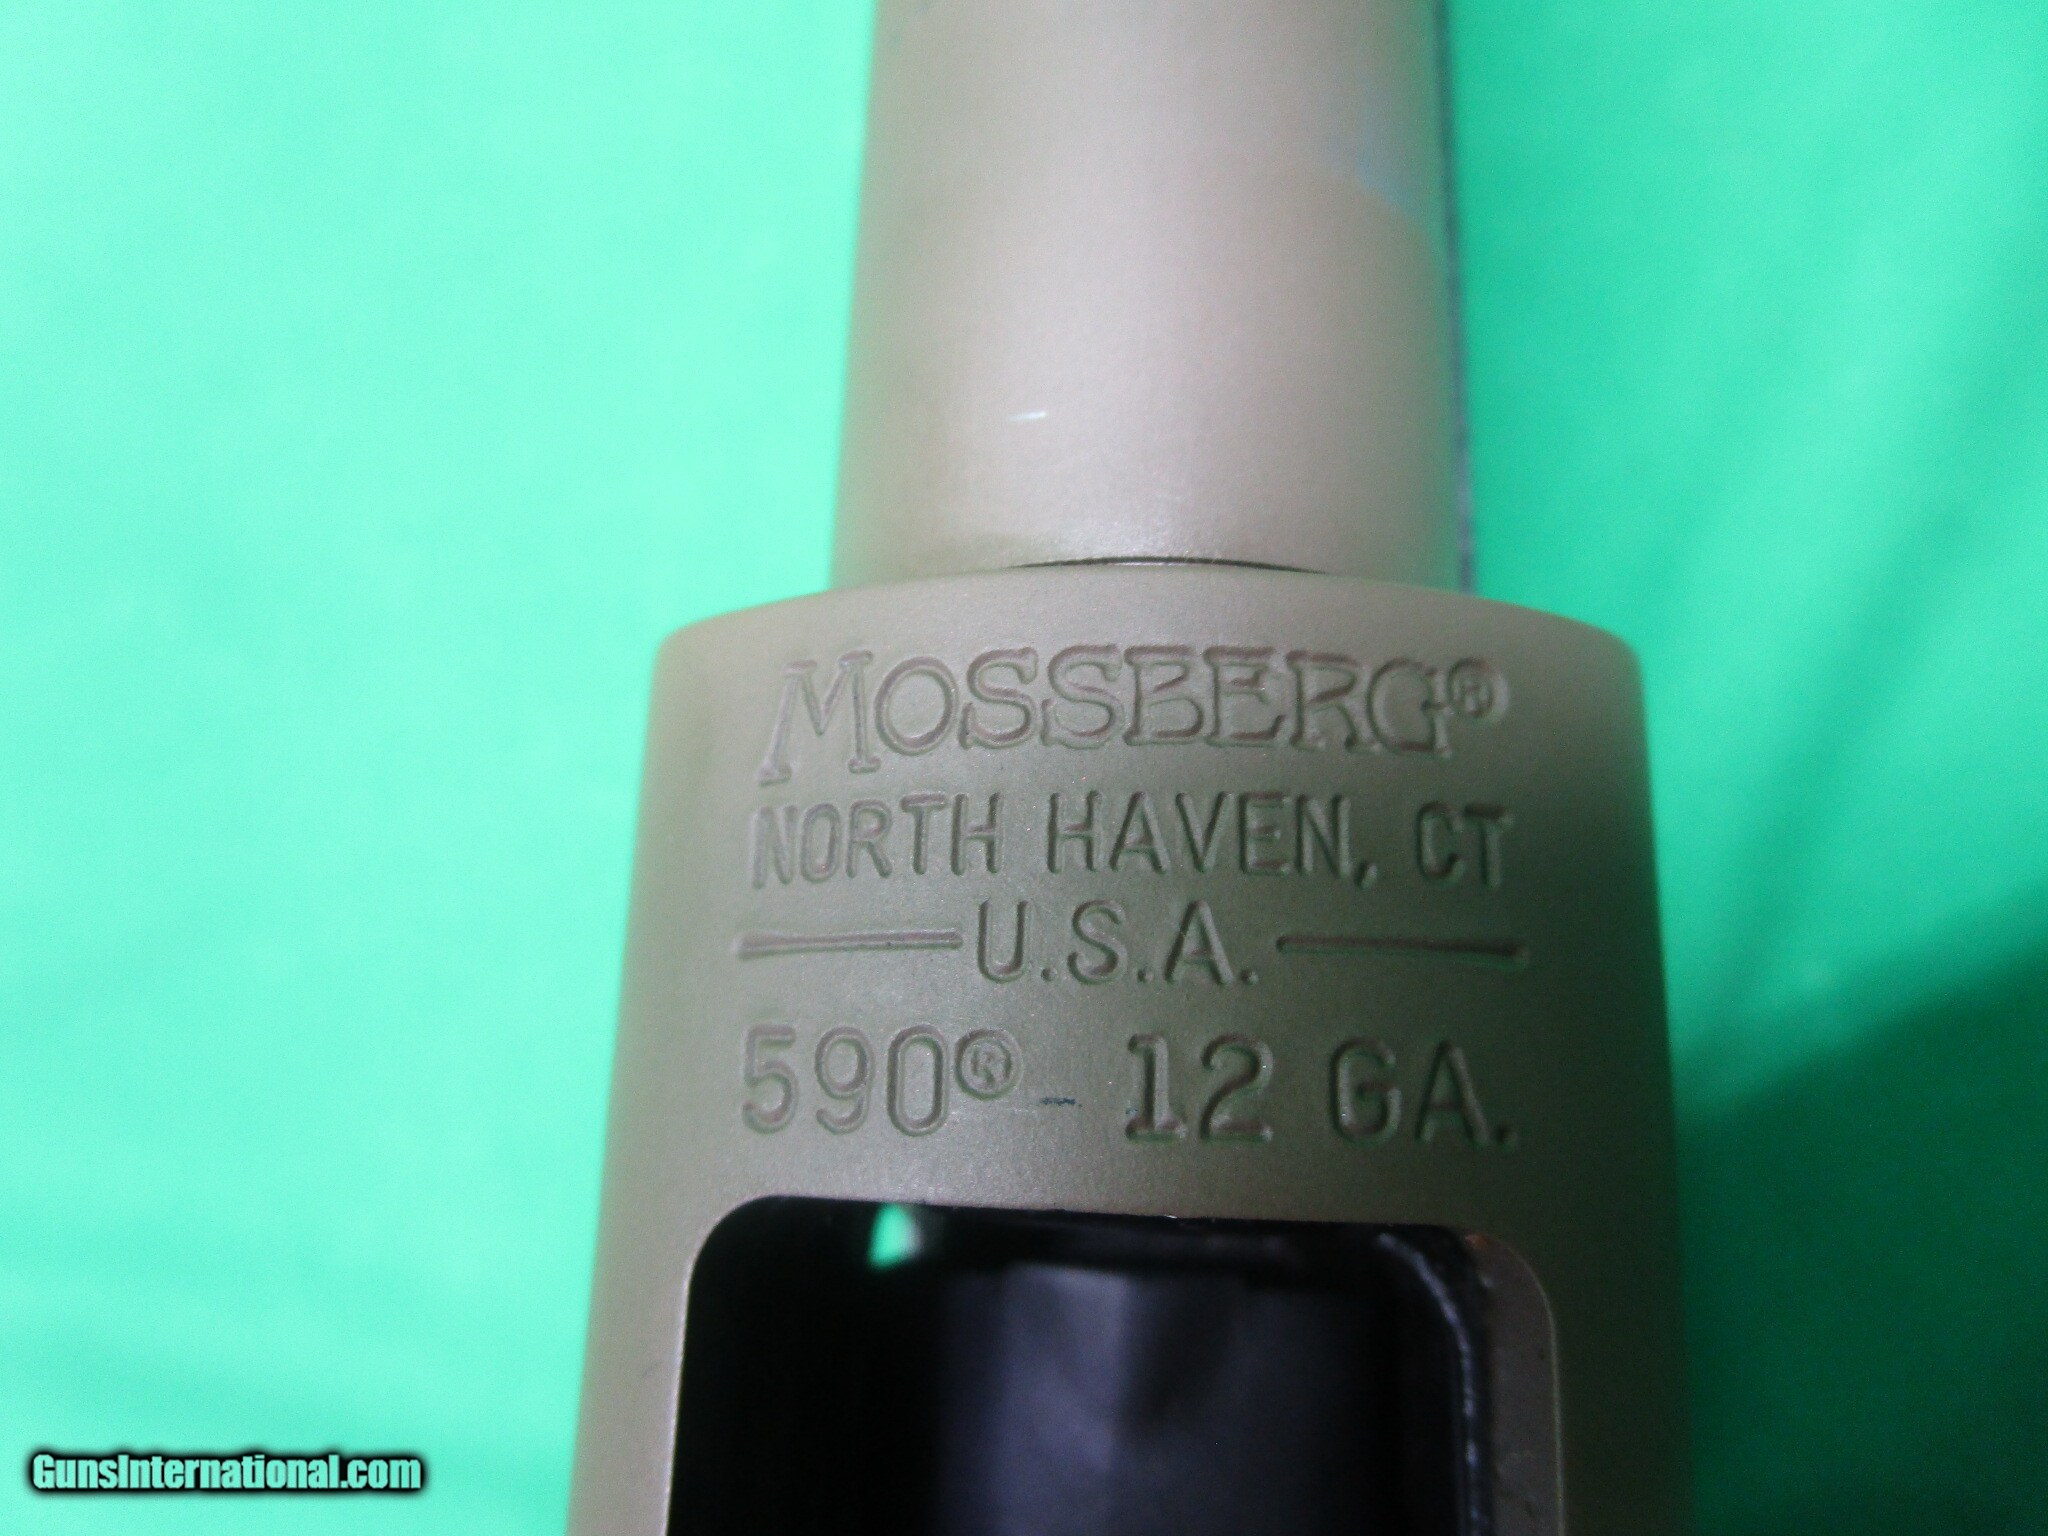 MOSSBERG®
NORTH HAVEN, CT
U.S.A.
590® 12 GA.
GunsInternational.com